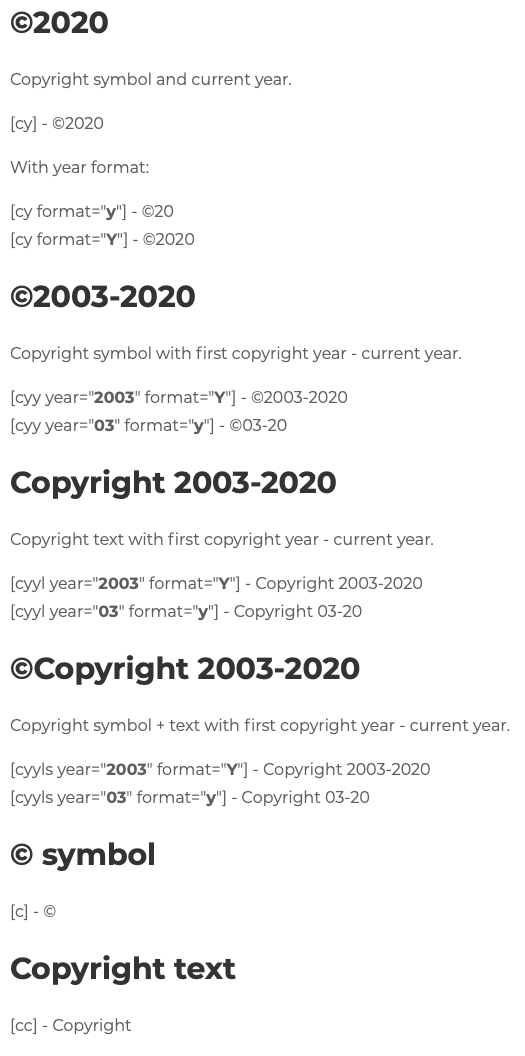 ©2020
Copyright symbol and current year.
[cy] - ©2020
With year format:
[cy format="y"] - ©20
[cy format="Y"] - ©2020
©2003-2020
Copyright symbol with first copyright year - current year.
[cyy year="2003" format="Y"] - ©2003-2020
[cyy year="03" format="y"] - ©03-20
Copyright 2003-2020
Copyright text with first copyright year - current year.
[cyyl year="2003" format="Y"] - Copyright 2003-2020
[cyyl year="03" format="y"] - Copyright 03-20
©Copyright 2003-2020
Copyright symbol + text with first copyright year - current year.
[cyyls year="2003" format="Y"] - Copyright 2003-2020
[cyyls year="03" format="y"] - Copyright 03-20
© symbol
[c] - ©
Copyright text
[cc] - Copyright